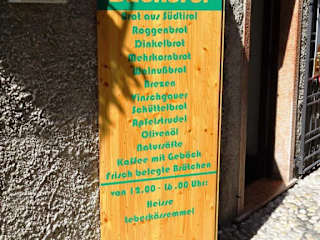 Bäckerei
Brot aus Südtirol
Roggenbrot
Dinkelbrot
Mehrkornbrot
Walnußbrot
Brezen
Vinschgauer
Schüttelbrot
Apfelstrudel
Olivenöl
Natursäfte
Kaffee mit Gebäck
Frisch belegte Brötchen
von 12.00 - 16.00 Uhr:
Heisse
Leberkässemmel